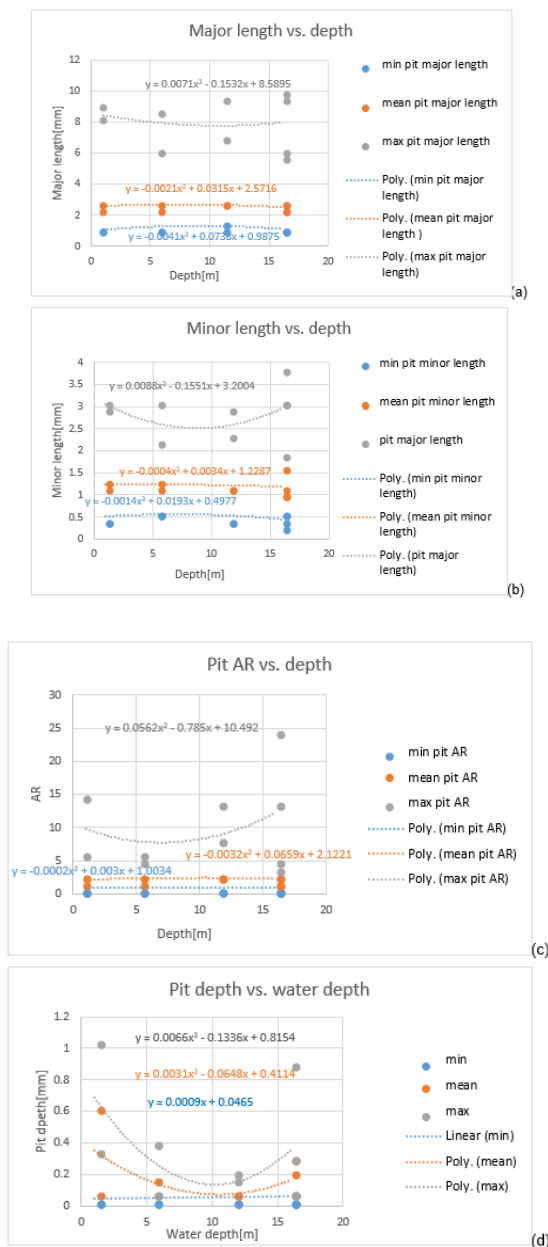 Major length vs. depth
y = 0.0071x² - 0.1532x + 8.5895
y = -0.0021x² + 0.0315x + 2.5716
y = -0.0041x² + 0.0738x + 0.9875
Major length[mm]
12
10
8
6
4
2
0
0
5
10
15
20
Depth[m]
min pit major length
mean pit major length
max pit major length
Poly. (min pit major
length)
Poly. (mean pit major
length )
Poly. (max pit major
length)
(a)
Minor length vs. depth
y = 0.0088x² - 0.1551x + 3.2004
y = -0.0004x² + 0.0034x + 1.2287
y = -0.0014x² + 0.0193x + 0.4977
Minor length[mm]
4
3.5
3
2.5
2
1.5
1
0.5
0
0
5
10
15
20
Depth[m]
min pit minor length
mean pit minor length
pit major length
Poly. (min pit minor
length)
Poly. (mean pit minor
length)
Poly. (pit major
length)
(b)
Pit AR vs. depth
y = 0.0562x² - 0.785x + 10.492
y = -0.0032x² + 0.0659x + 2.1221
y = -0.0002x² + 0.003x + 1.0034
AR
30
25
20
15
10
5
0
0
5
10
15
20
Depth[m]
min pit AR
mean pit AR
max pit AR
Poly. (min pit AR)
Poly. (mean pit AR)
Poly. (max pit AR)
(c)
Pit depth vs. water depth
y = 0.0066x² - 0.1336x + 0.8154
y = 0.0031x² - 0.0648x + 0.4114
y = 0.0009x + 0.0465
Pit dpeth[mm]
1.2
1
0.8
0.6
0.4
0.2
0
0
5
10
15
20
Water depth[m]
min
mean
max
Linear (min)
Poly. (mean)
Poly. (max)
(d)